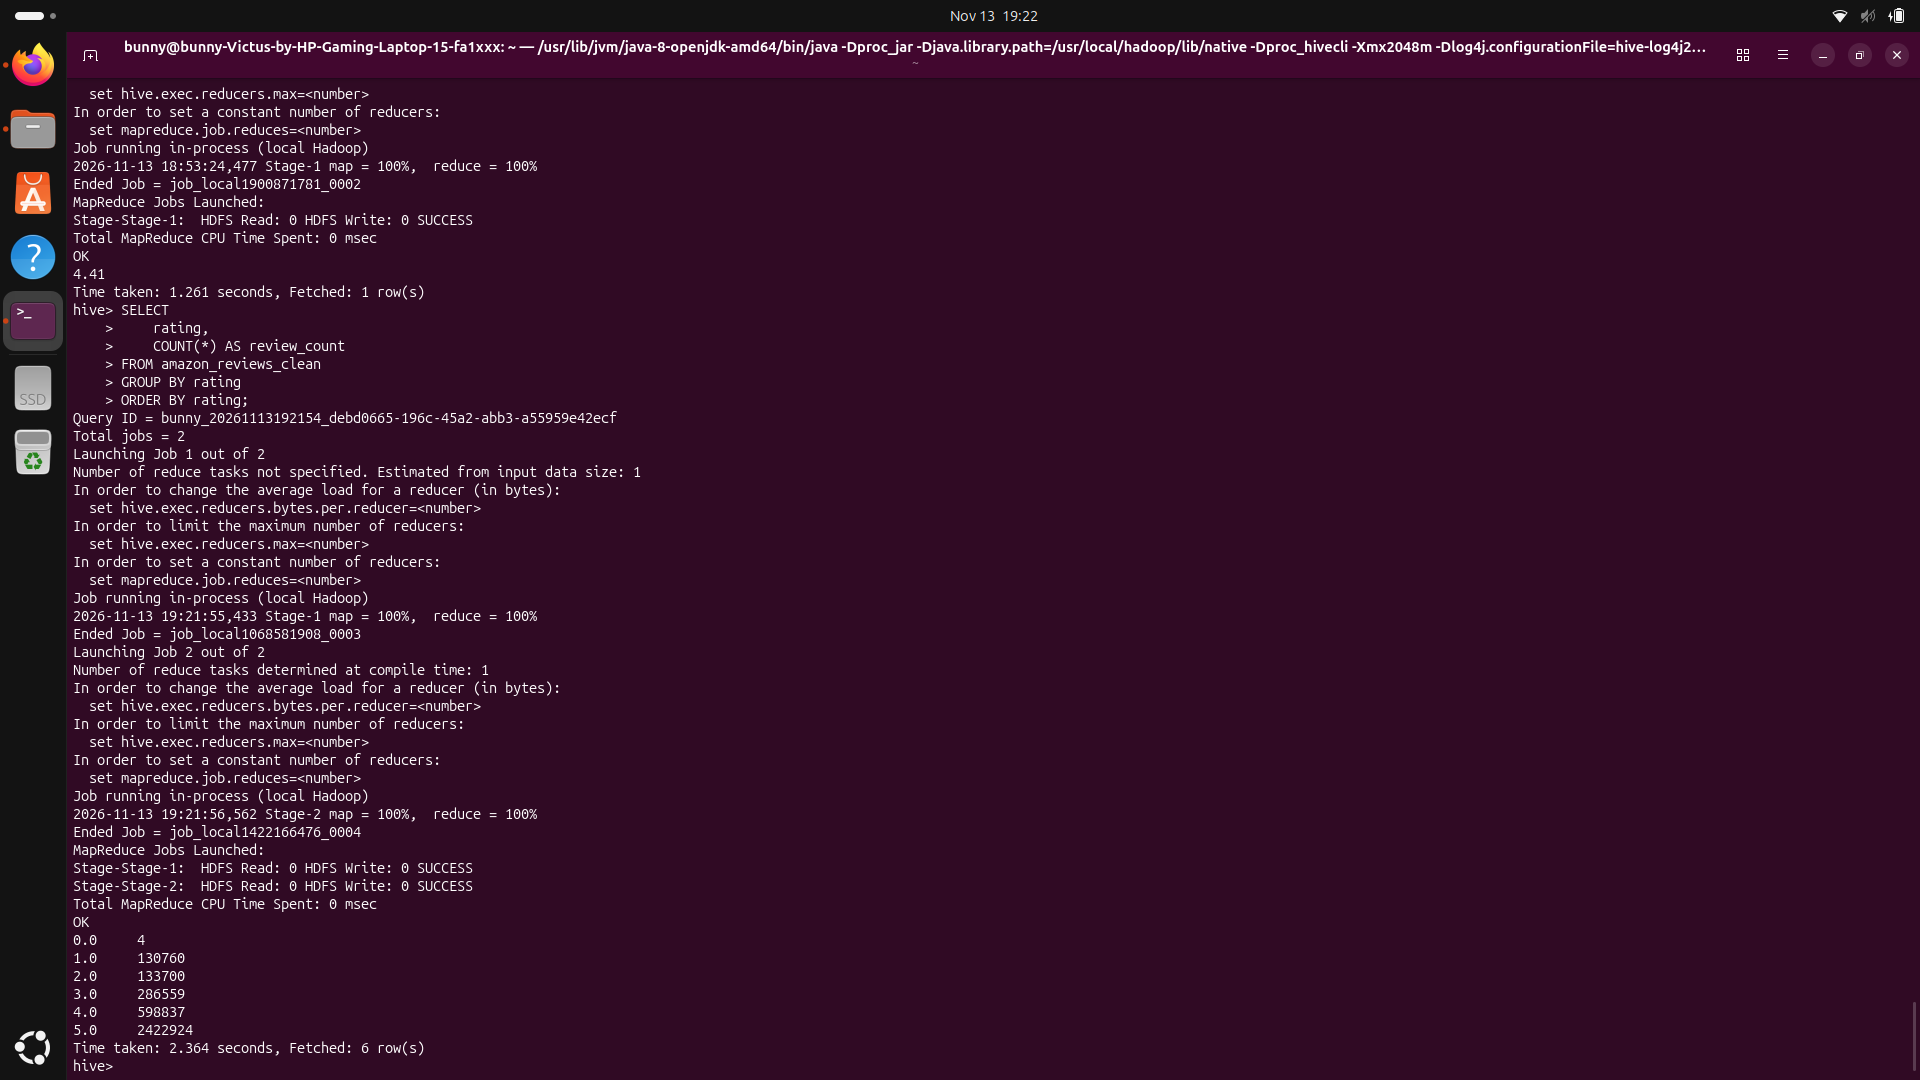 Nov 13  19:22
bunny@bunny-Victus-by-HP-Gaming-Laptop-15-fa1xxx: ~ — /usr/lib/jvm/java-8-openjdk-amd64/bin/java -Dproc_jar -Djava.library.path=/usr/local/hadoop/lib/native -Dproc_hivecli -Xmx2048m -Dlog4j.configurationFile=hive-log4j2…
~
  set hive.exec.reducers.max=<number>
In order to set a constant number of reducers:
  set mapreduce.job.reduces=<number>
Job running in-process (local Hadoop)
2026-11-13 18:53:24,477 Stage-1 map = 100%,  reduce = 100%
Ended Job = job_local1900871781_0002
MapReduce Jobs Launched:
Stage-Stage-1:  HDFS Read: 0 HDFS Write: 0 SUCCESS
Total MapReduce CPU Time Spent: 0 msec
OK
4.41
Time taken: 1.261 seconds, Fetched: 1 row(s)
hive> SELECT
    >     rating,
    >     COUNT(*) AS review_count
    > FROM amazon_reviews_clean
    > GROUP BY rating
    > ORDER BY rating;
Query ID = bunny_20261113192154_debd0665-196c-45a2-abb3-a55959e42ecf
Total jobs = 2
Launching Job 1 out of 2
Number of reduce tasks not specified. Estimated from input data size: 1
In order to change the average load for a reducer (in bytes):
  set hive.exec.reducers.bytes.per.reducer=<number>
In order to limit the maximum number of reducers:
  set hive.exec.reducers.max=<number>
In order to set a constant number of reducers:
  set mapreduce.job.reduces=<number>
Job running in-process (local Hadoop)
2026-11-13 19:21:55,433 Stage-1 map = 100%,  reduce = 100%
Ended Job = job_local1068581908_0003
Launching Job 2 out of 2
Number of reduce tasks determined at compile time: 1
In order to change the average load for a reducer (in bytes):
  set hive.exec.reducers.bytes.per.reducer=<number>
In order to limit the maximum number of reducers:
  set hive.exec.reducers.max=<number>
In order to set a constant number of reducers:
  set mapreduce.job.reduces=<number>
Job running in-process (local Hadoop)
2026-11-13 19:21:56,562 Stage-2 map = 100%,  reduce = 100%
Ended Job = job_local1422166476_0004
MapReduce Jobs Launched:
Stage-Stage-1:  HDFS Read: 0 HDFS Write: 0 SUCCESS
Stage-Stage-2:  HDFS Read: 0 HDFS Write: 0 SUCCESS
Total MapReduce CPU Time Spent: 0 msec
OK
0.0     4
1.0     130760
2.0     133700
3.0     286559
4.0     598837
5.0     2422924
Time taken: 2.364 seconds, Fetched: 6 row(s)
hive>
SSD